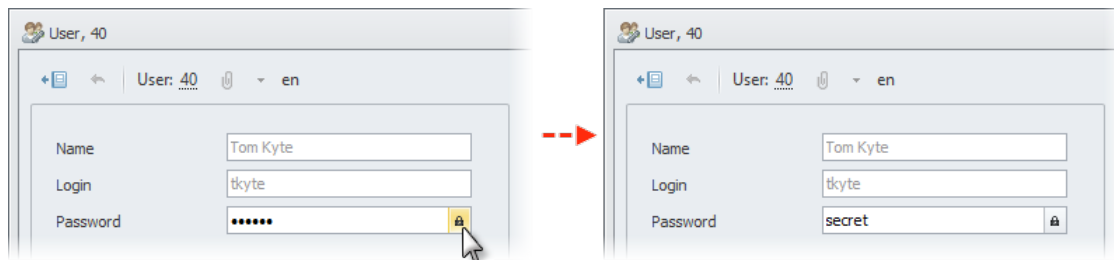 User, 40
User: 40 en
Name Tom Kyte
Login tkyte
Password ••••••
User, 40
User: 40 en
Name Tom Kyte
Login tkyte
Password secret